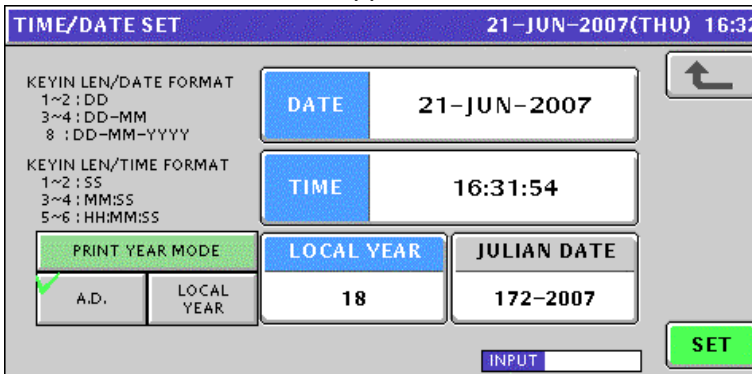 TIME/DATE SET 21-JUN-2007(THU) 16:32
KEYIN LEN/DATE FORMAT
1~2 : DD
3~4 : DD-MM
8 : DD-MM-YYYY
DATE 21-JUN-2007
KEYIN LEN/TIME FORMAT
1~2 : SS
3~4 : MM:SS
5~6 : HH:MM:SS
TIME 16:31:54
PRINT YEAR MODE
A.D.
LOCAL
YEAR
LOCAL YEAR
18
JULIAN DATE
172-2007
INPUT
SET